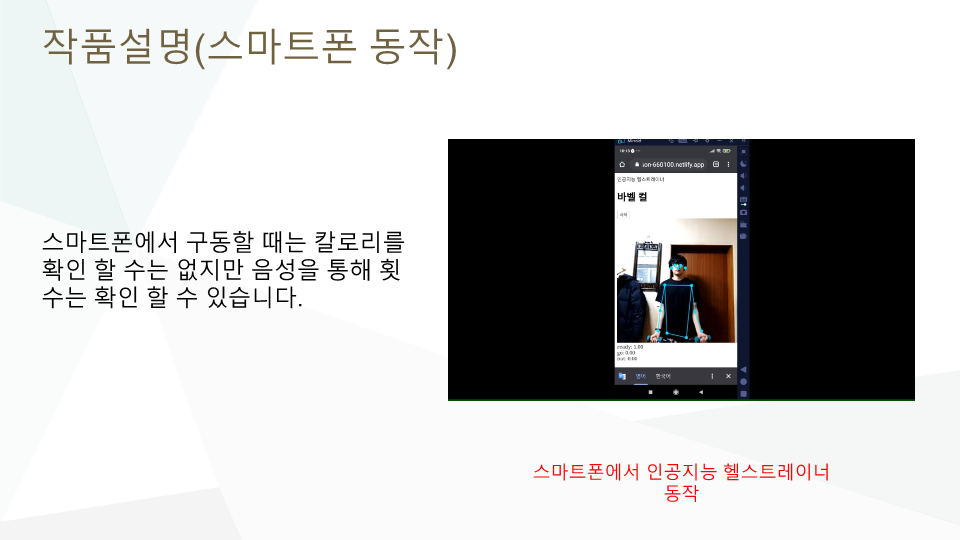 작품설명(스마트폰 동작)
스마트폰에서 구동할 때는 칼로리를
확인 할 수는 없지만 음성을 통해 횟
수는 확인 할 수 있습니다.
on-660100.netlify.app
인공지능 헬스트레이너
바벨 컬
시작
ready: 1.00
go: 0.00
out: 0.00
영어 한국어
스마트폰에서 인공지능 헬스트레이너
동작